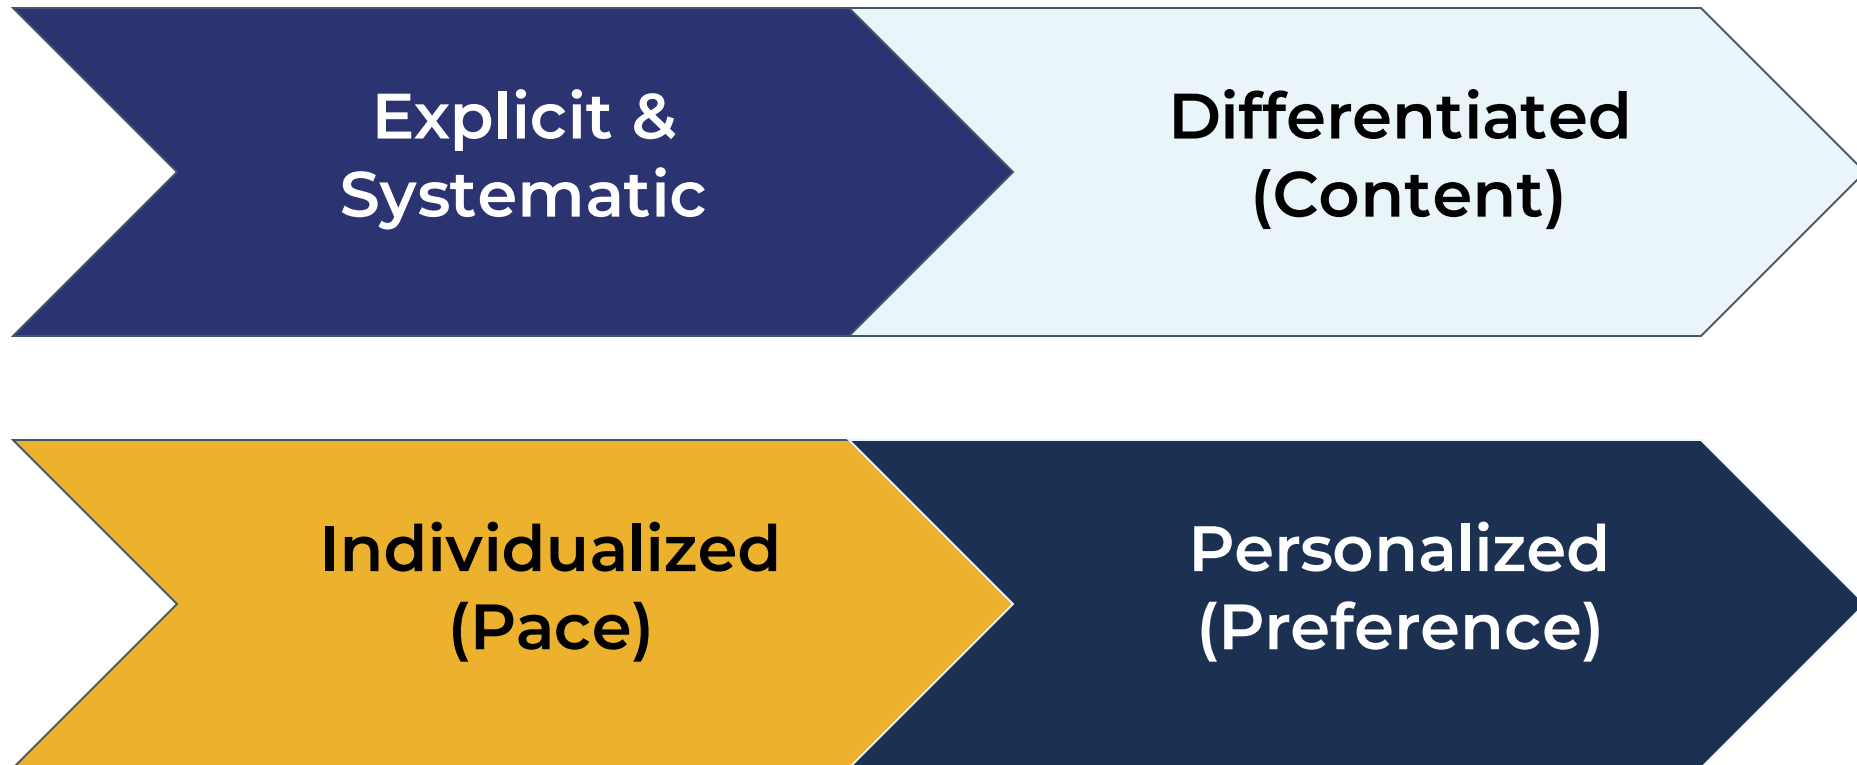 Explicit &
Systematic
Differentiated
(Content)
Individualized
(Pace)
Personalized
(Preference)